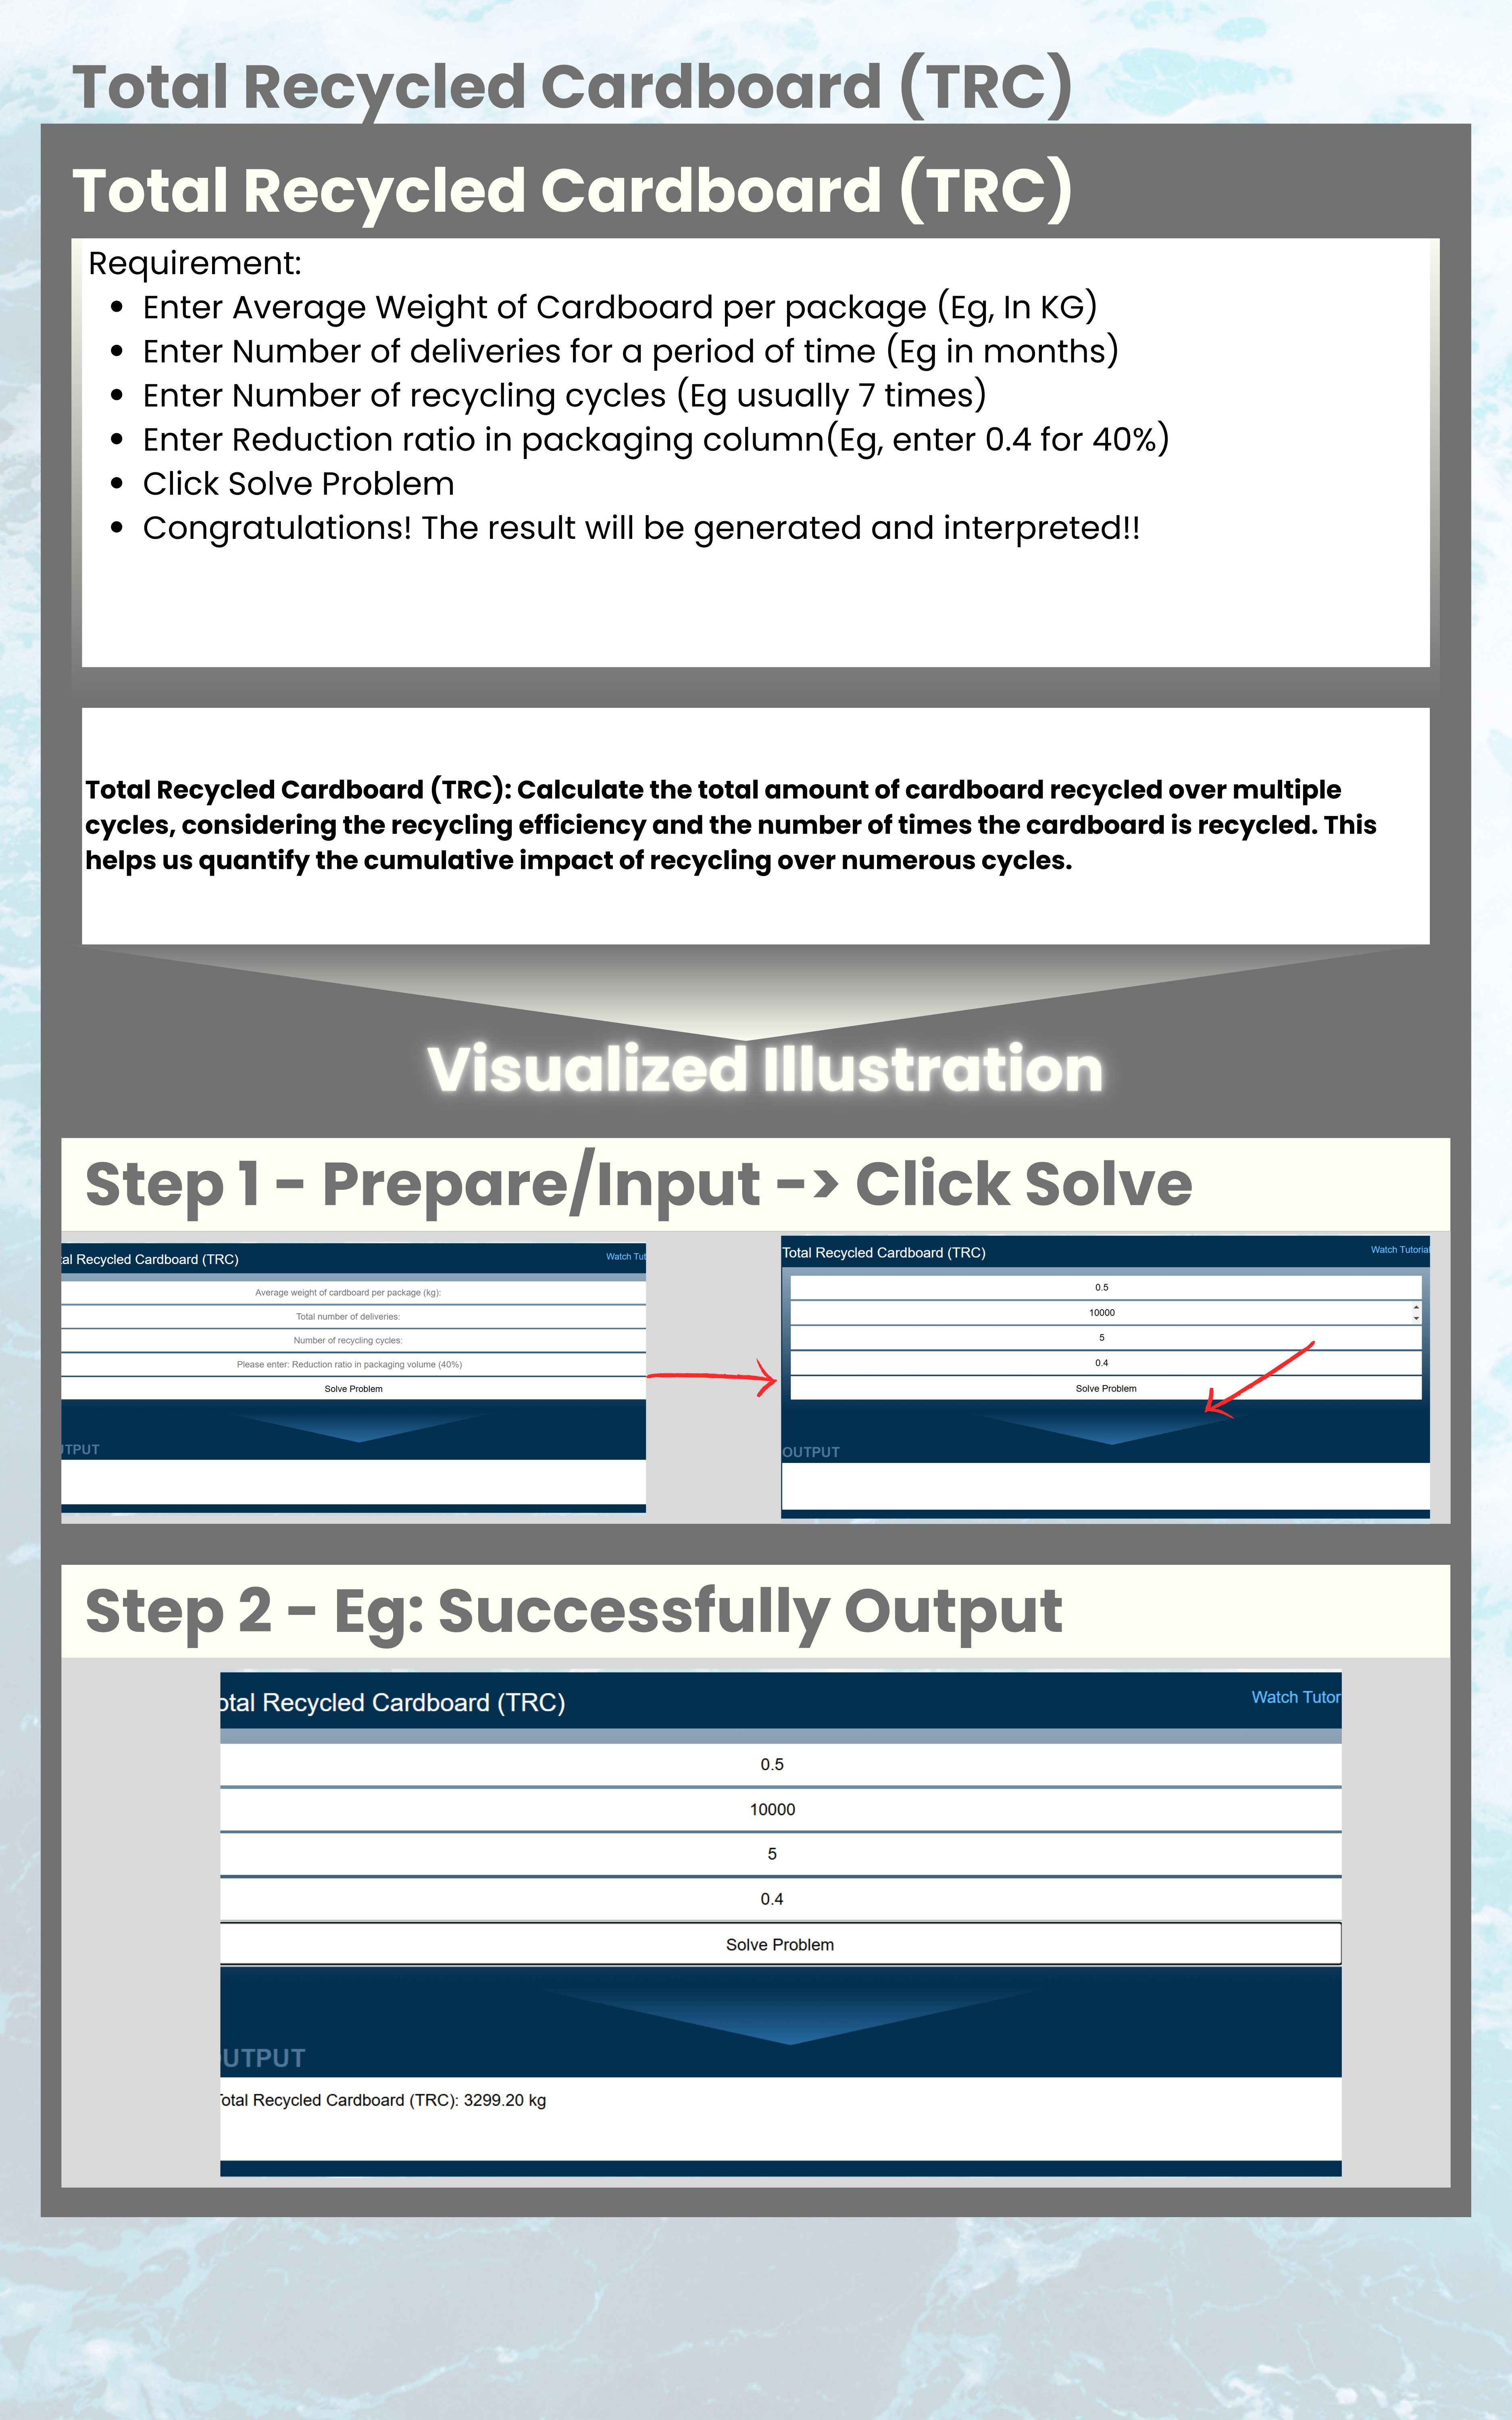 Total Recycled Cardboard (TRC)
Total Recycled Cardboard (TRC)
Requirement:
• Enter Average Weight of Cardboard per package (Eg, In KG)
• Enter Number of deliveries for a period of time (Eg in months)
• Enter Number of recycling cycles (Eg usually 7 times)
• Enter Reduction ratio in packaging column(Eg, enter 0.4 for 40%)
• Click Solve Problem
• Congratulations! The result will be generated and interpreted!!
Total Recycled Cardboard (TRC): Calculate the total amount of cardboard recycled over multiple
cycles, considering the recycling efficiency and the number of times the cardboard is recycled. This
helps us quantify the cumulative impact of recycling over numerous cycles.
Visualized Illustration
Step 1 - Prepare/Input -> Click Solve
tal Recycled Cardboard (TRC)
Watch Tut
Average weight of cardboard per package (kg):
Total number of deliveries:
Number of recycling cycles:
Please enter: Reduction ratio in packaging volume (40%)
Solve Problem
UTPUT
Total Recycled Cardboard (TRC)
Watch Tutorial
0.5
10000
5
0.4
Solve Problem
OUTPUT
Step 2 - Eg: Successfully Output
otal Recycled Cardboard (TRC)
Watch Tutor
0.5
10000
5
0.4
Solve Problem
UTPUT
Total Recycled Cardboard (TRC): 3299.20 kg